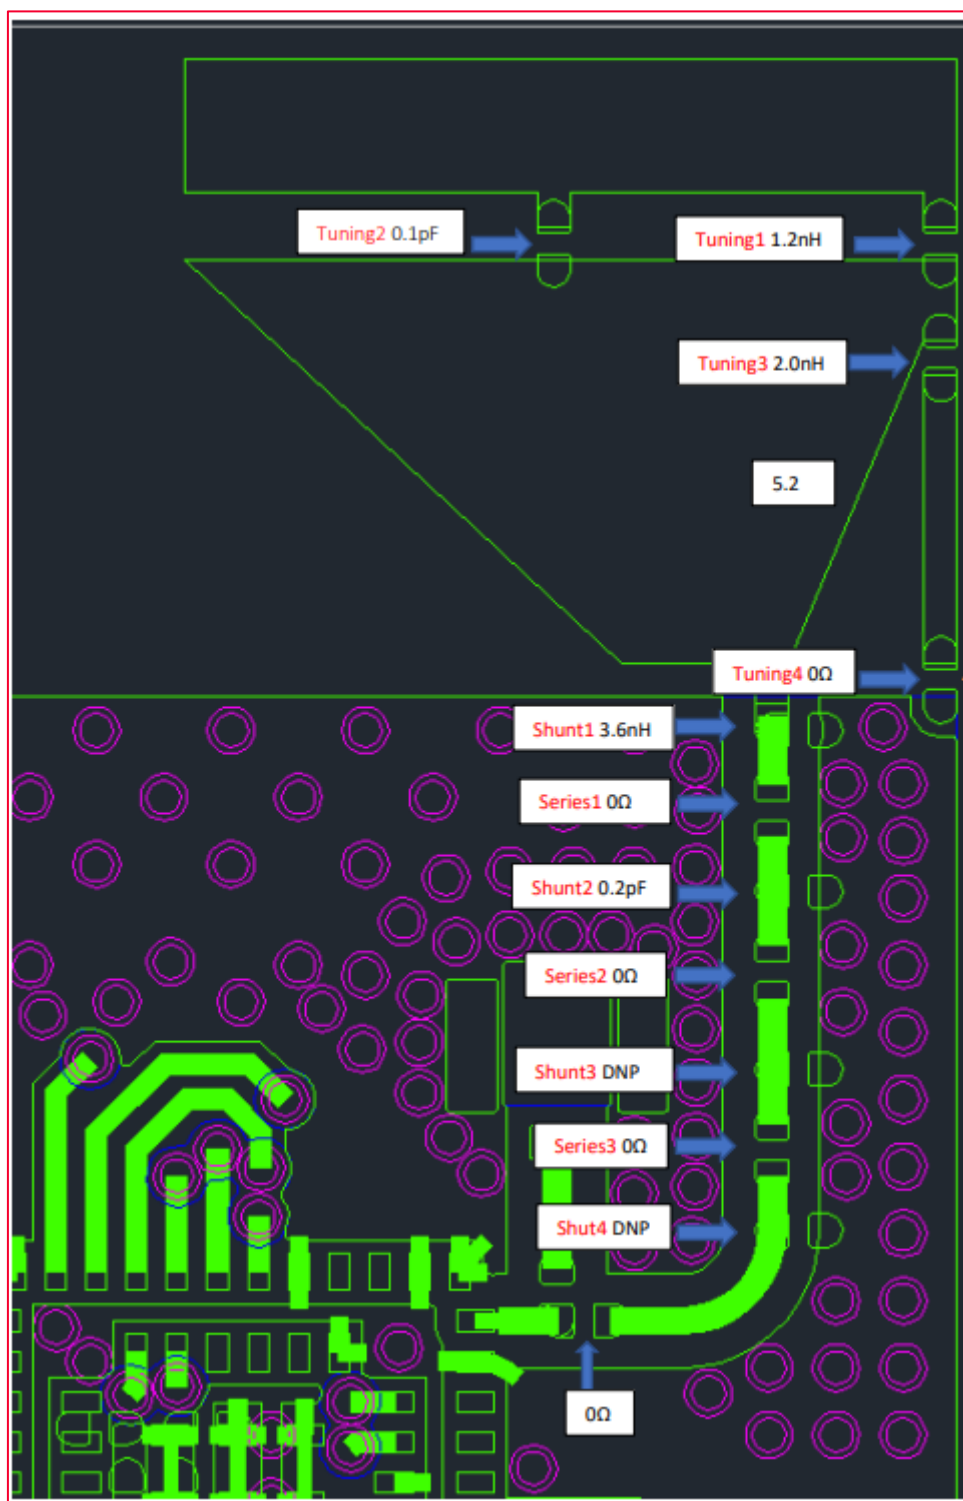 Tuning2 0.1pF
Tuning1 1.2nH
Tuning3 2.0nH
5.2
Tuning4 0Ω
Shunt1 3.6nH
Series1 0Ω
Shunt2 0.2pF
Series2 0Ω
Shunt3 DNP
Series3 0Ω
Shut4 DNP
0Ω